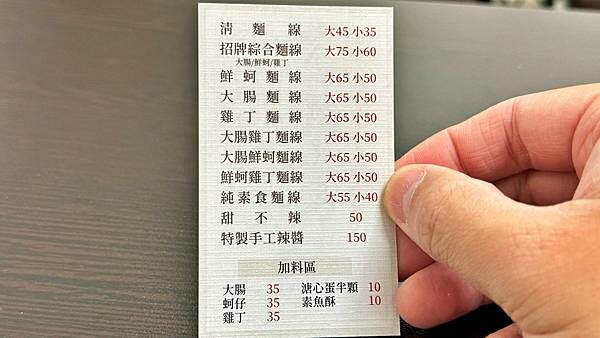 清麵線 大45 小35
招牌綜合麵線 大75 小60
大腸/鮮蚵/雞丁
鮮蚵麵線 大65 小50
大腸麵線 大65 小50
雞丁麵線 大65 小50
大腸雞丁麵線 大65 小50
大腸鮮蚵麵線 大65 小50
鮮蚵雞丁麵線 大65 小50
純素食麵線 大55 小40
甜不辣 50
特製手工辣醬 150
加料區
大腸 35 溏心蛋半顆 10
蚵仔 35 素魚酥 10
雞丁 35